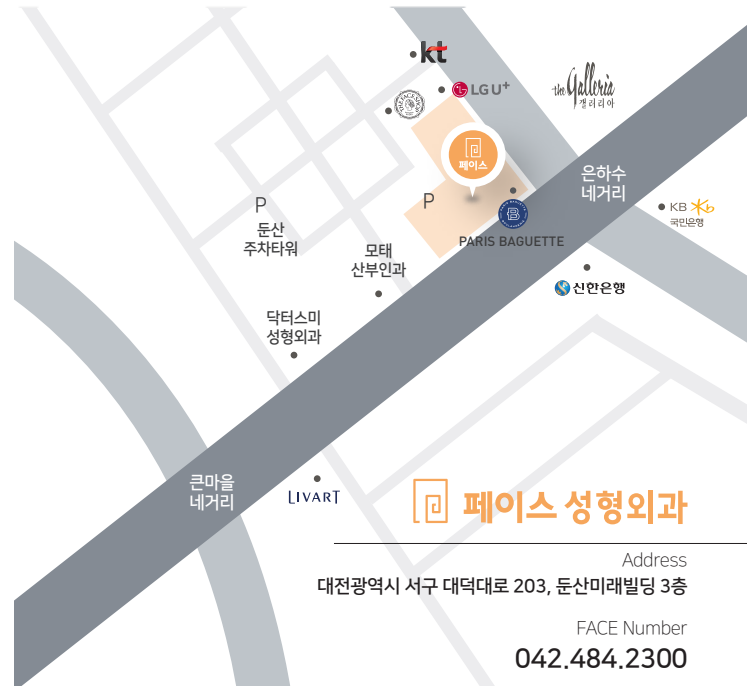 kt
LG U+
THE FACE SHOP
the Galleria
갤러리아
페이스
은하수
네거리
KB
국민은행
P
P
둔산
주차타워
B
PARIS BAGUETTE
모태
산부인과
신한은행
닥터스미
성형외과
큰마을
네거리
LIVART
페이스 성형외과
Address
대전광역시 서구 대덕대로 203, 둔산미래빌딩 3층
FACE Number
042.484.2300